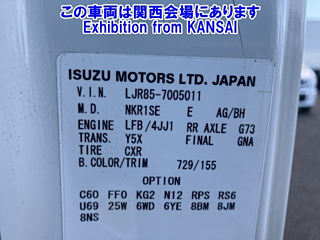 この車両は関西会場にあります
Exhibition from KANSAI
ISUZU MOTORS LTD. JAPAN
V.I.N. LJR85-7005011
M.D. NKR1SE E AG/BH
ENGINE LFB/4JJ1 RR AXLE G73
TRANS. Y5X FINAL GNA
TIRE CXR
B.COLOR/TRIM 729/155
OPTION
C60 FF0 KG2 N12 RPS RS6
U69 25W 6WD 6YE 8BM 8JM
8NS